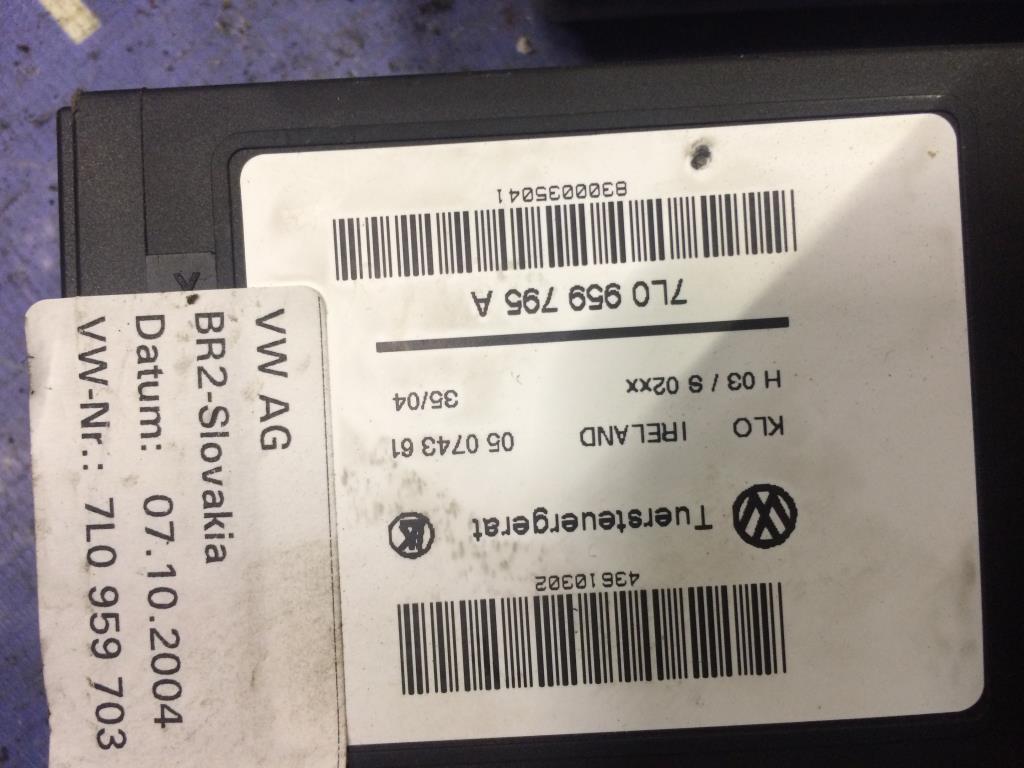 43610302
Tuersteuergerat
KLO IRELAND 05 0743 61
H 03 / S 02xx 35/04
7L0 959 795 A
8300035041
VW AG
BR2-Slovakia
Datum: 07.10.2004
VW-Nr.: 7L0 959 703